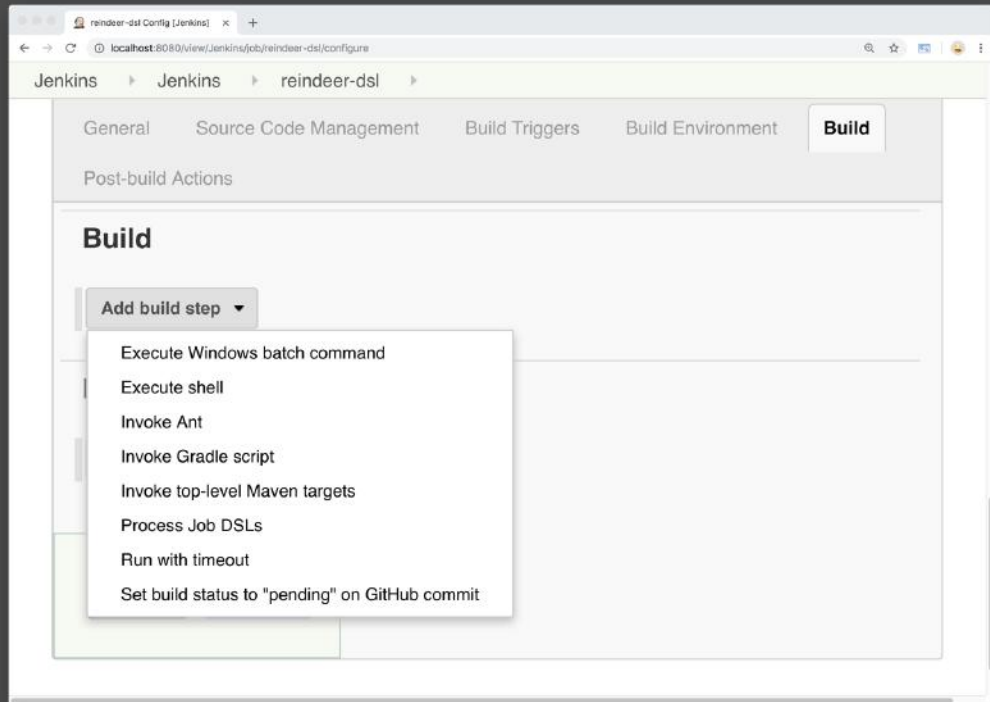 reindeer-dsl Config [Jenkins]
localhost:8080/view/Jenkins/job/reindeer-dsl/configure
Jenkins Jenkins reindeer-dsl
General Source Code Management Build Triggers Build Environment Build
Post-build Actions
Build
Add build step
Execute Windows batch command
Execute shell
Invoke Ant
Invoke Gradle script
Invoke top-level Maven targets
Process Job DSLs
Run with timeout
Set build status to "pending" on GitHub commit